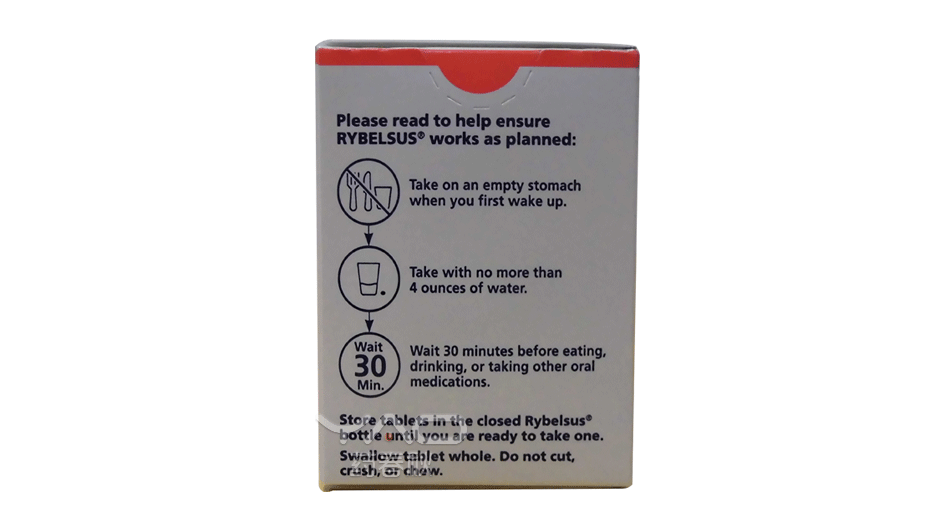 Please read to help ensure
RYBELSUS® works as planned:
Take on an empty stomach
when you first wake up.
Take with no more than
4 ounces of water.
Wait
30
Min.
Wait 30 minutes before eating,
drinking, or taking other oral
medications.
Store tablets in the closed Rybelsus®
bottle until you are ready to take one.
Swallow tablet whole. Do not cut,
crush, or chew.